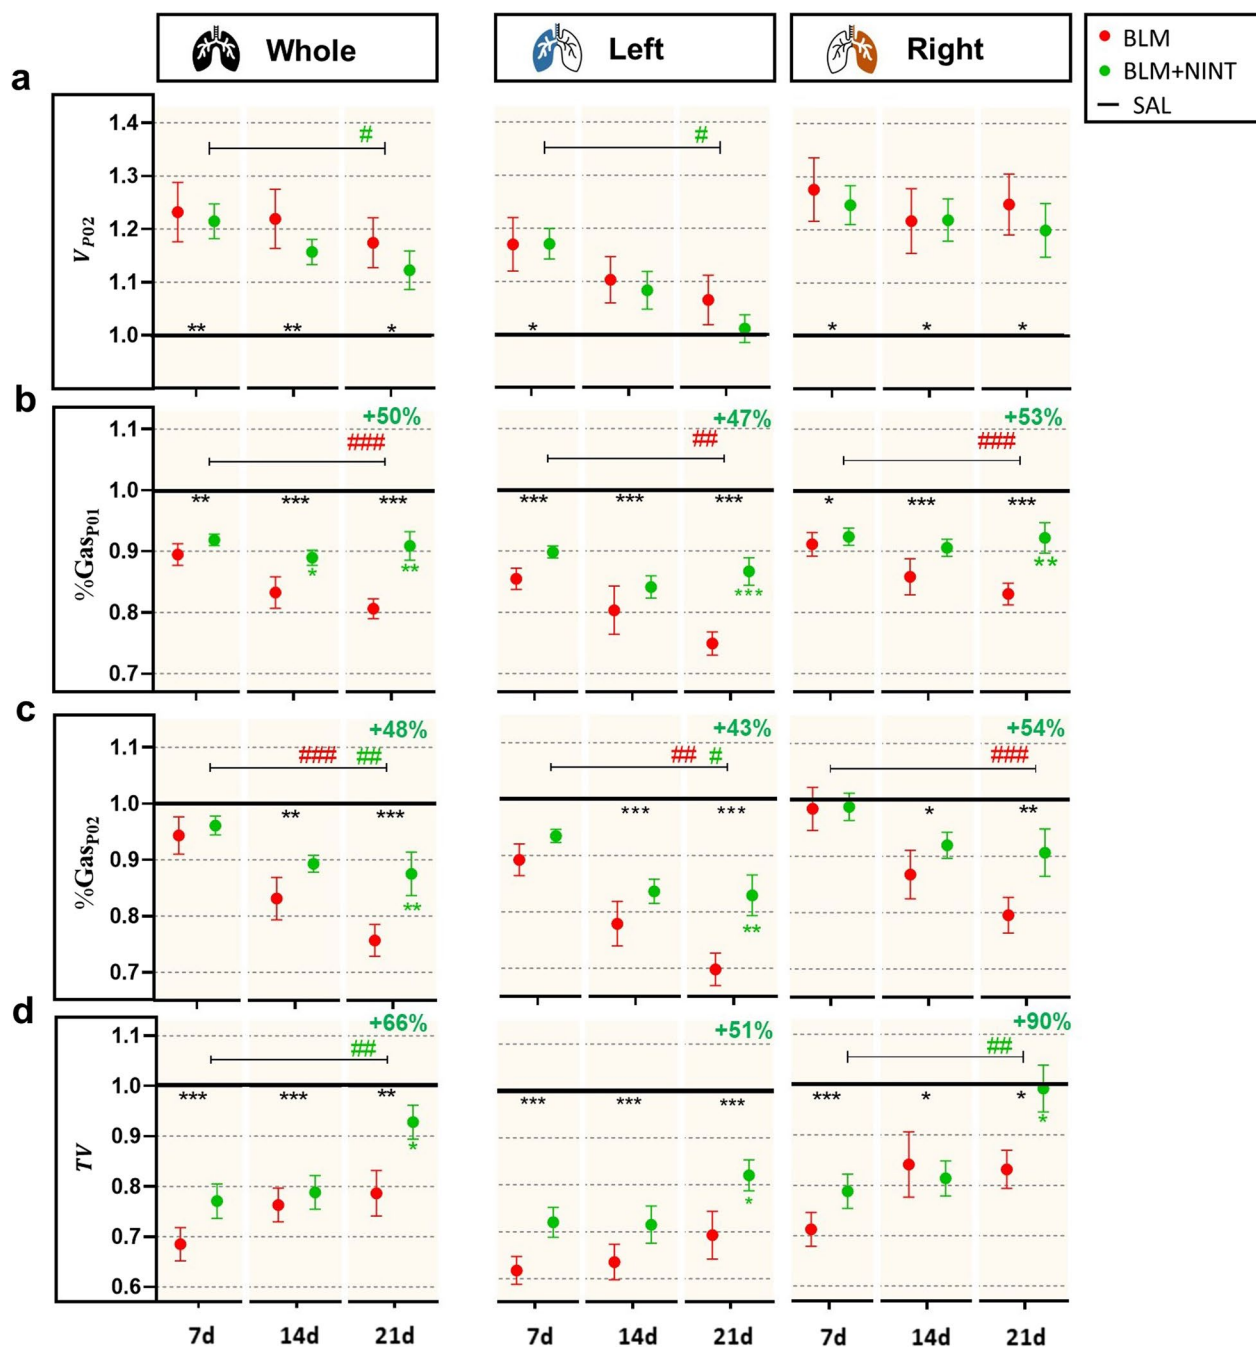 Whole
Left
Right
BLM
BLM+NINT
SAL
a
V_P02
1.4
1.3
1.2
1.1
1.0
#
#
** ** *
*
* * *
b
%Gas_P01
1.1
1.0
0.9
0.8
0.7
+50%
###
** *** ***
* **
+47%
##
*** *** ***
***
+53%
###
* *** ***
**
c
%Gas_P02
1.1
1.0
0.9
0.8
0.7
+48%
### ##
** ***
**
+43%
## #
*** ***
**
+54%
###
* **
d
TV
1.1
1.0
0.9
0.8
0.7
0.6
+66%
##
*** *** **
*
+51%
*** *** ***
*
+90%
##
*** * *
*
7d 14d 21d
7d 14d 21d
7d 14d 21d